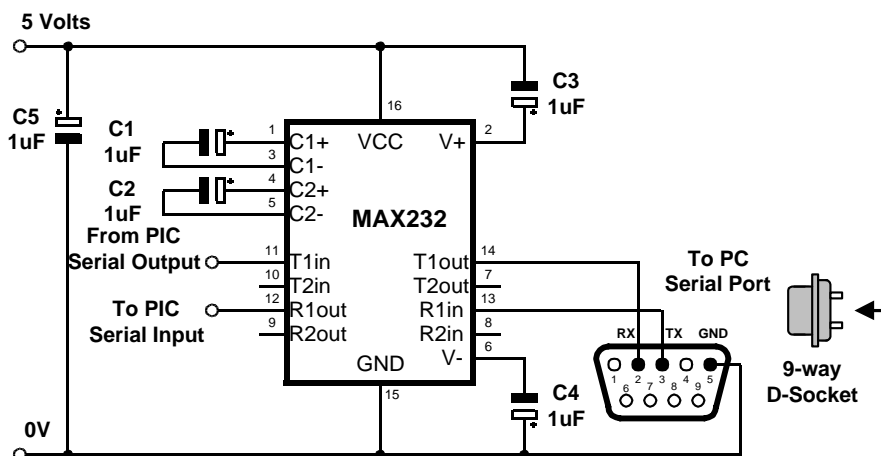 5 Volts
C5
1uF
C1
1uF
C2
1uF
+
+
+
1
3
4
5
16
2
C3
1uF
+
C1+
C1-
C2+
C2-
VCC
V+
MAX232
From PIC
Serial Output
To PIC
Serial Input
11
10
12
9
T1in
T2in
R1out
R2out
GND
15
T1out
T2out
R1in
R2in
V-
14
7
13
8
6
C4
1uF
+
To PC
Serial Port
RX
TX
GND
1
2
3
4
5
6
7
8
9
9-way
D-Socket
0V